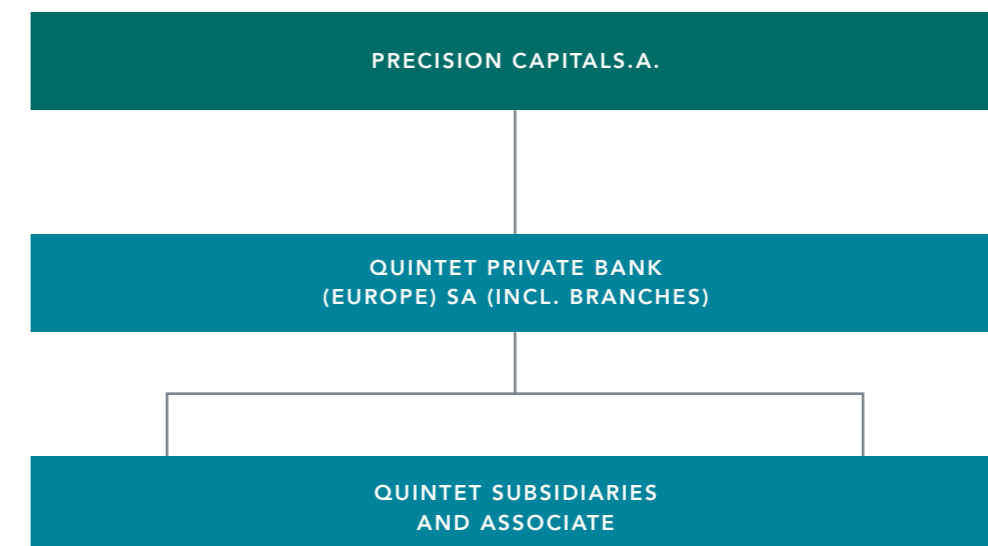 PRECISION CAPITALS.A.
QUINTET PRIVATE BANK
(EUROPE) SA (INCL. BRANCHES)
QUINTET SUBSIDIARIES
AND ASSOCIATE